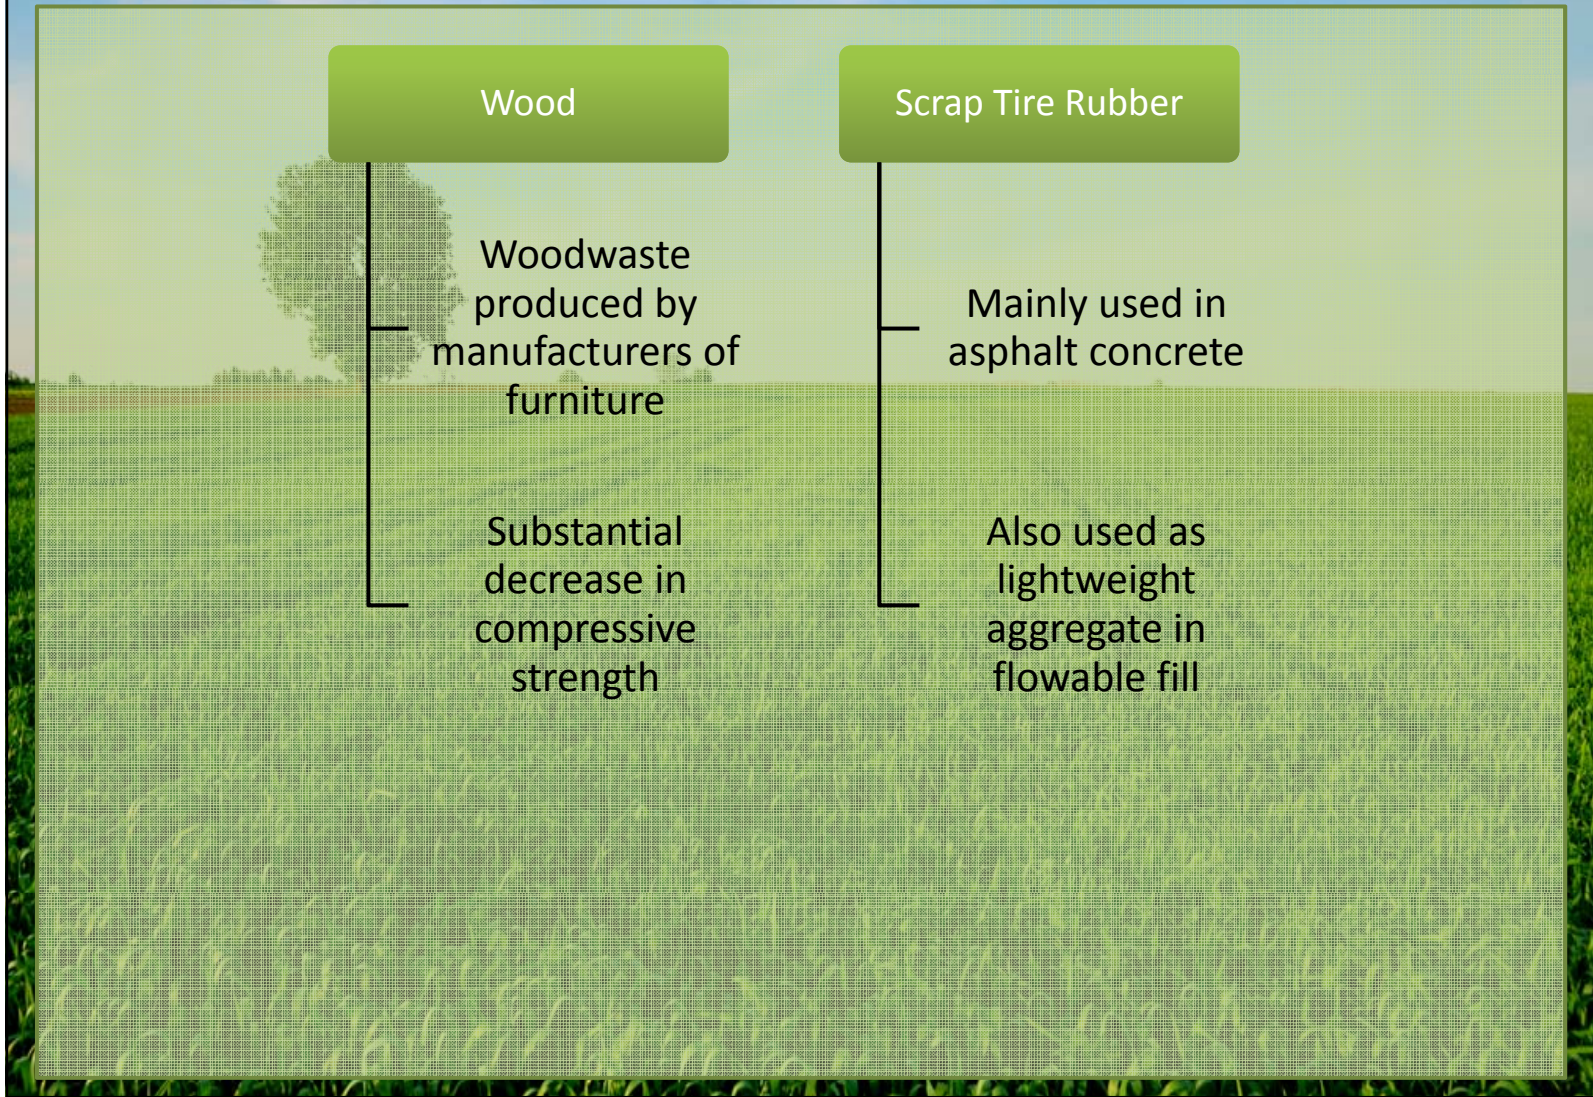 Wood
Woodwaste
produced by
manufacturers of
furniture
Substantial
decrease in
compressive
strength
Scrap Tire Rubber
Mainly used in
asphalt concrete
Also used as
lightweight
aggregate in
flowable fill